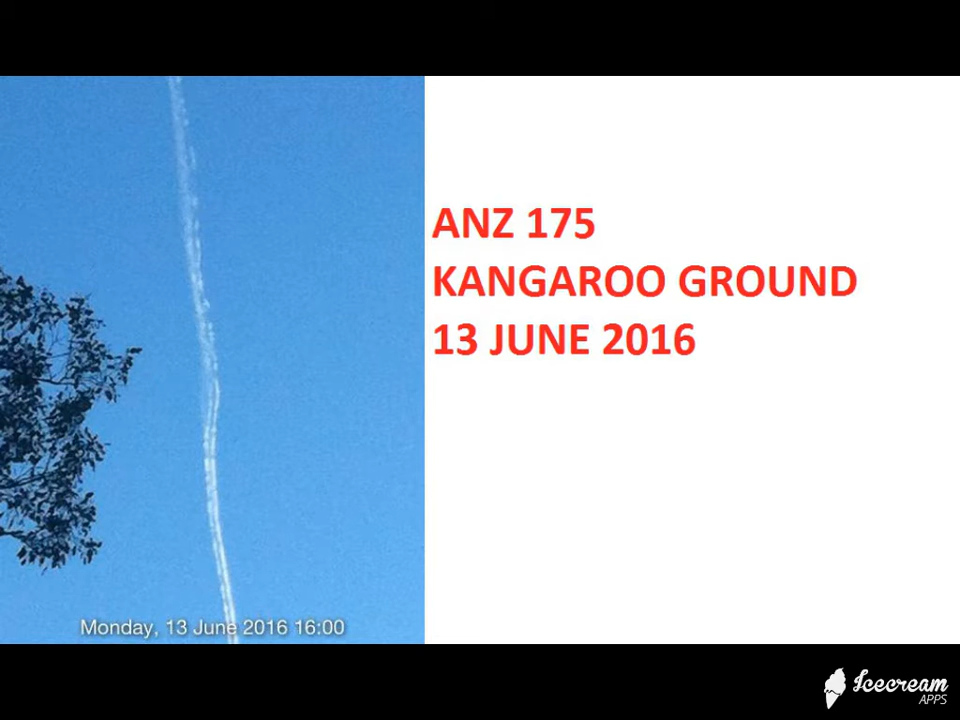 ANZ 175
KANGAROO GROUND
13 JUNE 2016
Monday, 13 June 2016 16:00
Icecream
APPS